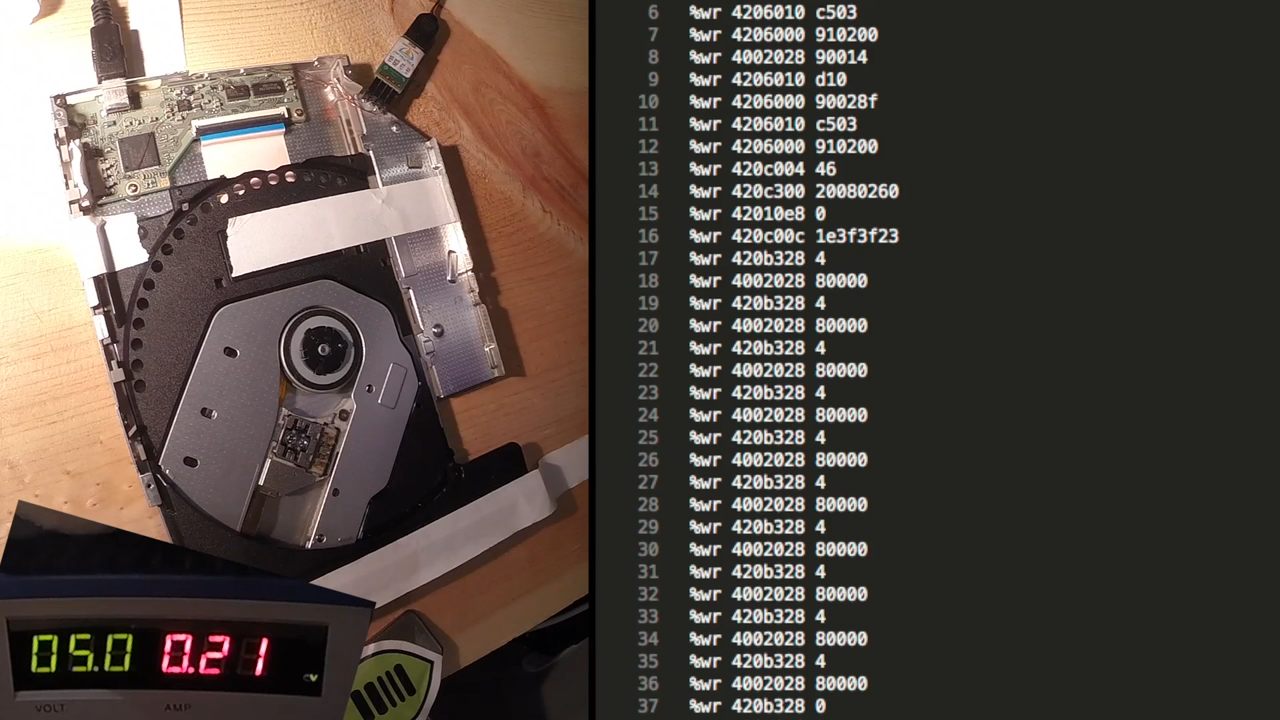 05.0 0.21
CV
VOLT AMP
6 %wr 4206010 c503
7 %wr 4206000 910200
8 %wr 4002028 90014
9 %wr 4206010 d10
10 %wr 4206000 90028f
11 %wr 4206010 c503
12 %wr 4206000 910200
13 %wr 420c004 46
14 %wr 420c300 20080260
15 %wr 42010e8 0
16 %wr 420c00c 1e3f3f23
17 %wr 420b328 4
18 %wr 4002028 80000
19 %wr 420b328 4
20 %wr 4002028 80000
21 %wr 420b328 4
22 %wr 4002028 80000
23 %wr 420b328 4
24 %wr 4002028 80000
25 %wr 420b328 4
26 %wr 4002028 80000
27 %wr 420b328 4
28 %wr 4002028 80000
29 %wr 420b328 4
30 %wr 4002028 80000
31 %wr 420b328 4
32 %wr 4002028 80000
33 %wr 420b328 4
34 %wr 4002028 80000
35 %wr 420b328 4
36 %wr 4002028 80000
37 %wr 420b328 0